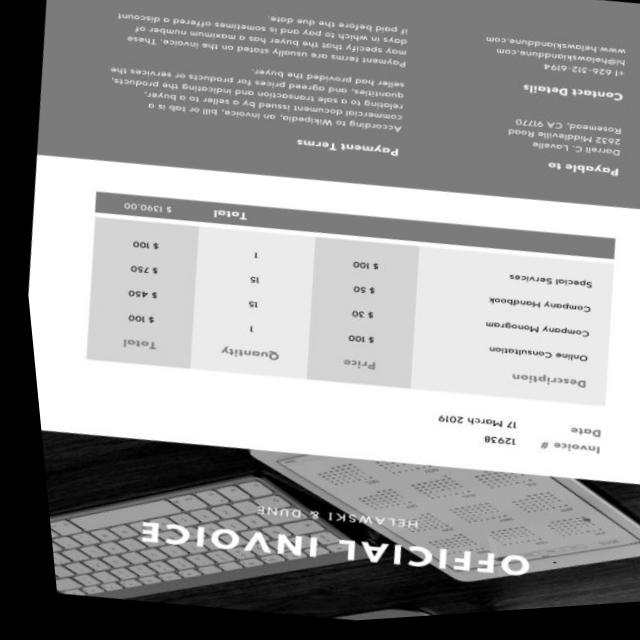 OFFICIAL INVOICE
HELAWSKI & DUNE
Invoice # 12938
Date 17 March 2019
Description Price Quantity Total
Online Consultation $ 100 1 $ 100
Company Monogram $ 30 15 $ 450
Company Handbook $ 50 15 $ 750
Special Services $ 100 1 $ 100
Total $ 1390.00
Payable to
Darrell C. Lavelle
2632 Middleville Road
Rosemead, CA 91770
Contact Details
+1 626-512-6194
hi@helawskianddune.com
www.helawskianddune.com
Payment Terms
According to Wikipedia, an invoice, bill or tab is a
commercial document issued by a seller to a buyer,
relating to a sale transaction and indicating the products,
quantities, and agreed prices for products or services the
seller had provided the buyer.
Payment terms are usually stated on the invoice. These
may specify that the buyer has a maximum number of
days in which to pay and is sometimes offered a discount
if paid before the due date.